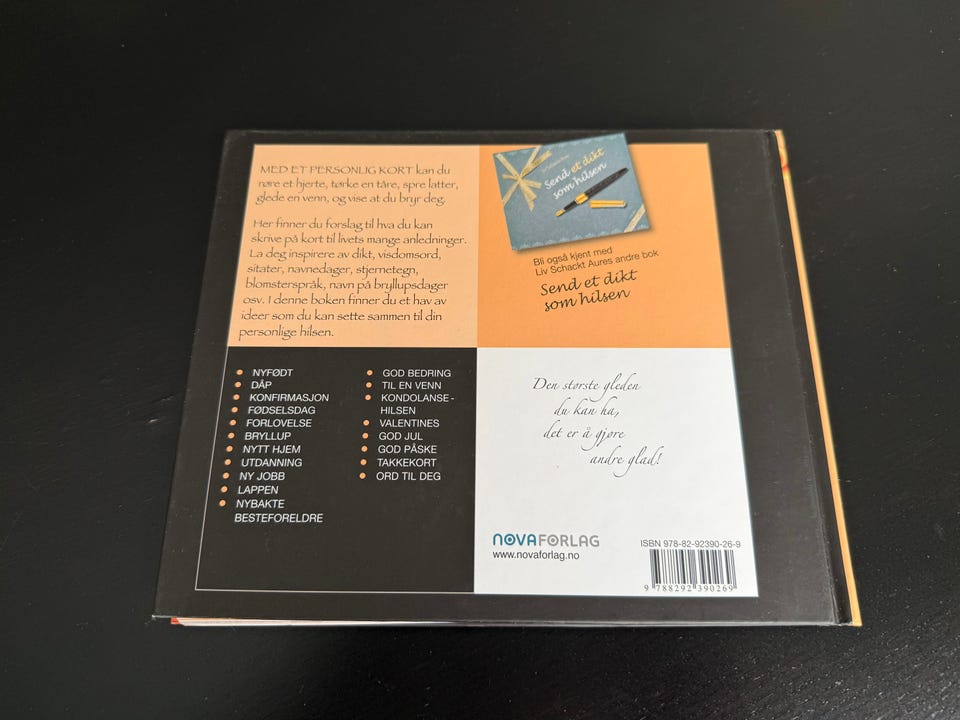 MED ET PERSONLIG KORT kan du
røre et hjerte, tørke en tåre, spre latter,
glede en venn, og vise at du bryr deg.
Her finner du forslag til hva du kan
skrive på kort til livets mange anledninger.
La deg inspirere av dikt, visdomsord,
sitater, navnedager, stjernetegn,
blomsterspråk, navn på bryllupsdager
osv. I denne boken finner du et hav av
ideer som du kan sette sammen til din
personlige hilsen.
Send et dikt
som hilsen
Bli også kjent med
Liv Schackt Aures andre bok
Send et dikt
som hilsen
NYFØDT
DÅP
KONFIRMASJON
FØDSELSDAG
FORLOVELSE
BRYLLUP
NYTT HJEM
UTDANNING
NY JOBB
LAPPEN
NYBAKTE
BESTEFORELDRE
GOD BEDRING
TIL EN VENN
KONDOLANSE-
HILSEN
VALENTINES
GOD JUL
GOD PÅSKE
TAKKEKORT
ORD TIL DEG
Den største gleden
du kan ha,
det er å gjøre
andre glad!
NOVAFORLAG
www.novaforlag.no
ISBN 978-82-92390-26-9
9 788292 390269